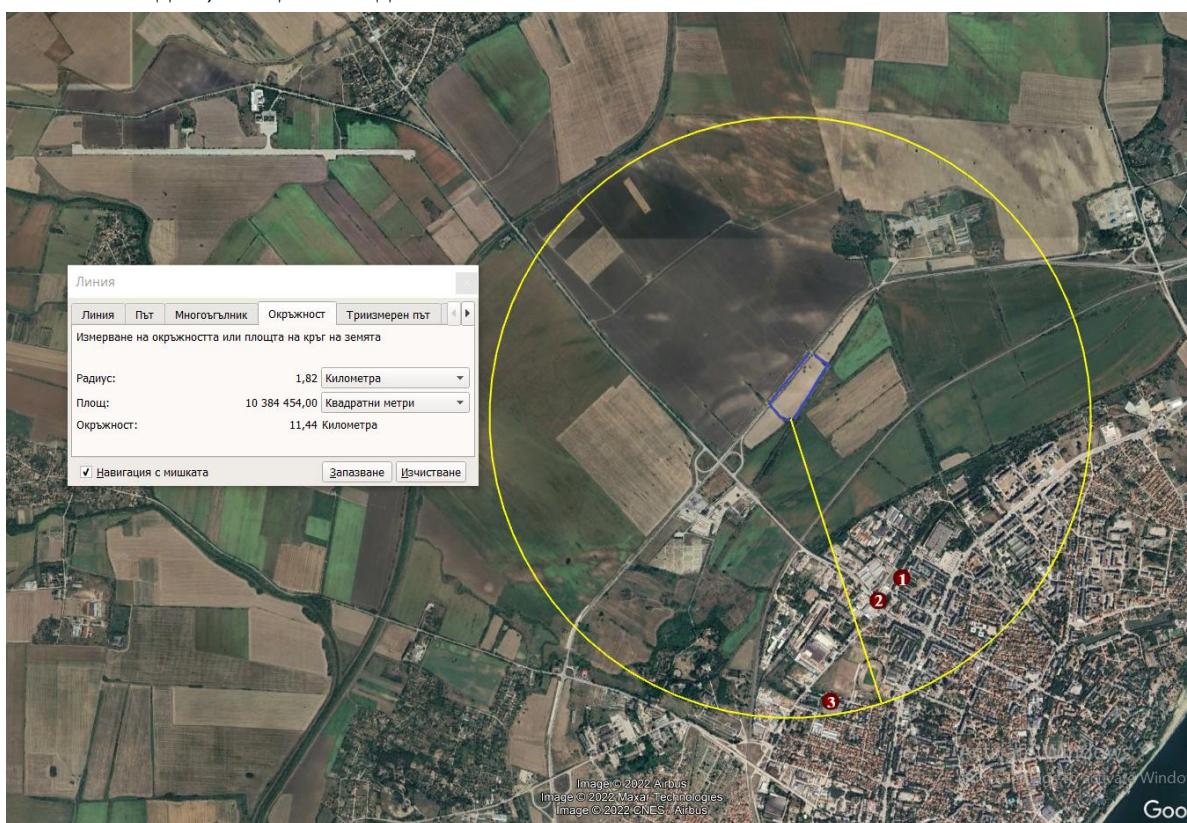 Линия
Линия Път Многоъгълник Окръжност Триизмерен път
Измерване на окръжността или площта на кръг на земята
Радиус: 1,82 Километра
Площ: 10 384 454,00 Квадратни метри
Окръжност: 11,44 Километра
Навигация с мишката Запазване Изчистване
1
2
3
Image © 2022 Airbus
Image © 2022 Maxar Technologies
Image © 2022 CNES / Airbus
Goo